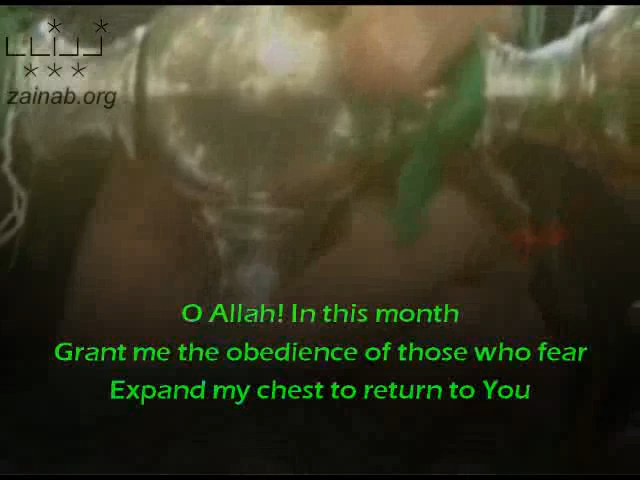 zainab.org
O Allah! In this month
Grant me the obedience of those who fear
Expand my chest to return to You